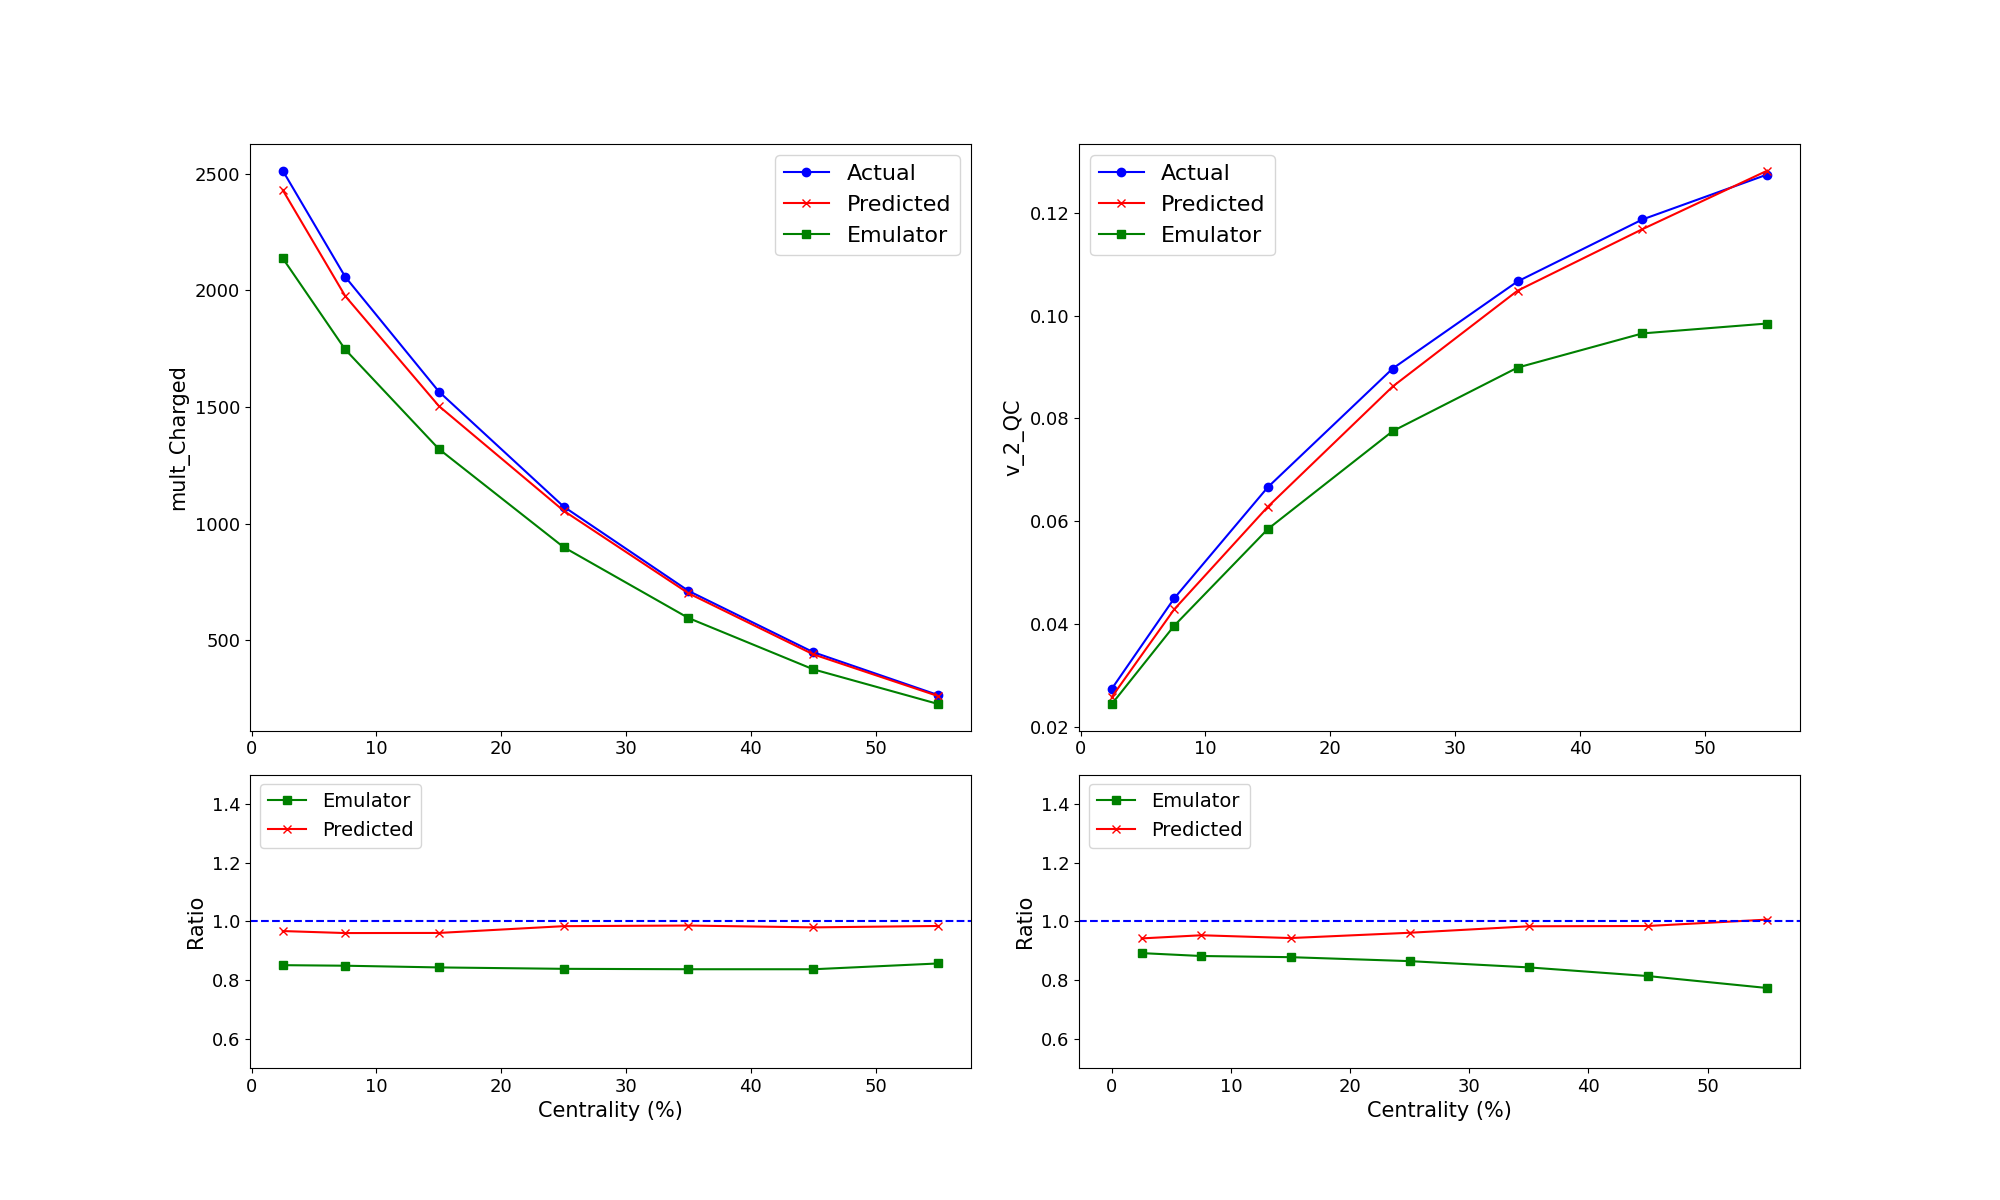 Actual
Predicted
Emulator
2500
2000
1500
1000
500
mult_Charged
0 10 20 30 40 50
Actual
Predicted
Emulator
0.12
0.10
0.08
0.06
0.04
0.02
v_2_QC
0 10 20 30 40 50
Emulator
Predicted
1.4
1.2
1.0
0.8
0.6
Ratio
0 10 20 30 40 50
Centrality (%)
Emulator
Predicted
1.4
1.2
1.0
0.8
0.6
Ratio
0 10 20 30 40 50
Centrality (%)